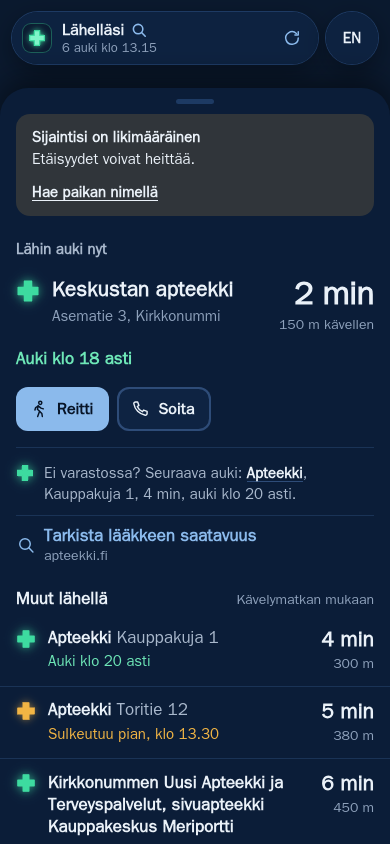 Lähelläsi
6 auki klo 13.15
EN
Sijaintisi on likimääräinen
Etäisyydet voivat heittää.
Hae paikan nimellä
Lähin auki nyt
Keskustan apteekki
2 min
Asematie 3, Kirkkonummi
150 m kävellen
Auki klo 18 asti
Reitti
Soita
Ei varastossa? Seuraava auki: Apteekki,
Kauppakuja 1, 4 min, auki klo 20 asti.
Tarkista lääkkeen saatavuus
apteekki.fi
Muut lähellä
Kävelymatkan mukaan
Apteekki Kauppakuja 1
4 min
Auki klo 20 asti
300 m
Apteekki Toritie 12
5 min
Sulkeutuu pian, klo 13.30
380 m
Kirkkonummen Uusi Apteekki ja
6 min
Terveyspalvelut, sivuapteekki
450 m
Kauppakeskus Meriportti